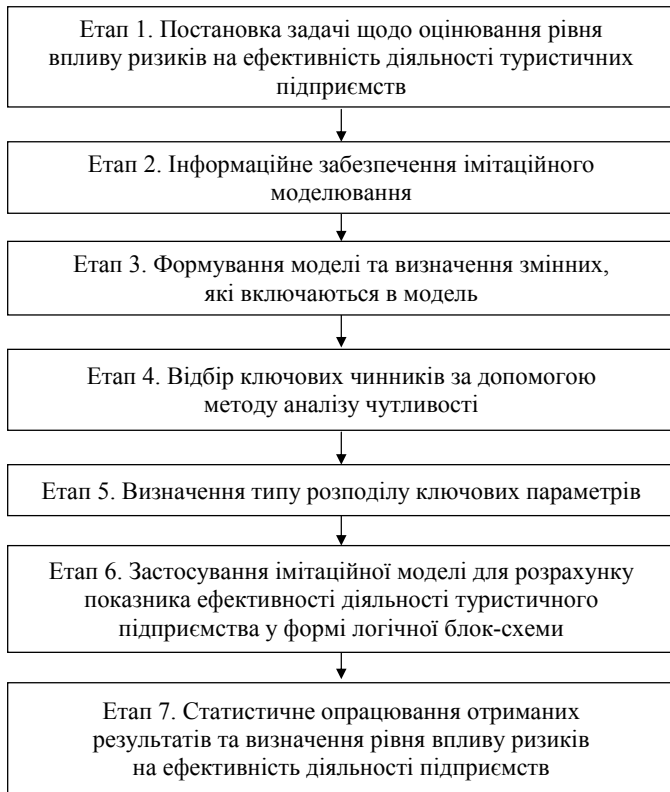 Етап 1. Постановка задачі щодо оцінювання рівня
впливу ризиків на ефективність діяльності туристичних
підприємств
Етап 2. Інформаційне забезпечення імітаційного
моделювання
Етап 3. Формування моделі та визначення змінних,
які включаються в модель
Етап 4. Відбір ключових чинників за допомогою
методу аналізу чутливості
Етап 5. Визначення типу розподілу ключових параметрів
Етап 6. Застосування імітаційної моделі для розрахунку
показника ефективності діяльності туристичного
підприємства у формі логічної блок-схеми
Етап 7. Статистичне опрацювання отриманих
результатів та визначення рівня впливу ризиків
на ефективність діяльності підприємств